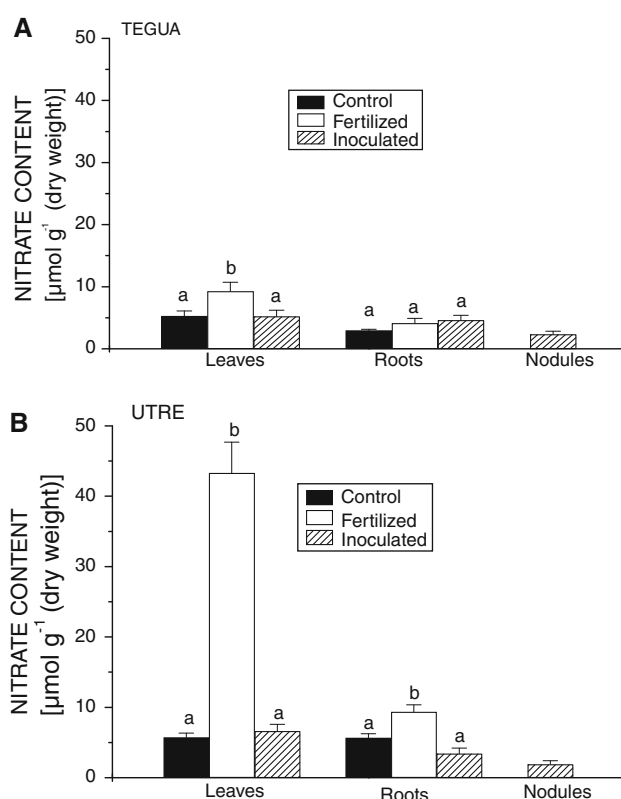 A
TEGUA
50
40
30
20
10
0
NITRATE CONTENT
[µmol g⁻¹ (dry weight)]
Control
Fertilized
Inoculated
a
b
a
a
a
a
Leaves
Roots
Nodules
B
UTRE
50
40
30
20
10
0
NITRATE CONTENT
[µmol g⁻¹ (dry weight)]
Control
Fertilized
Inoculated
a
b
a
a
b
a
Leaves
Roots
Nodules